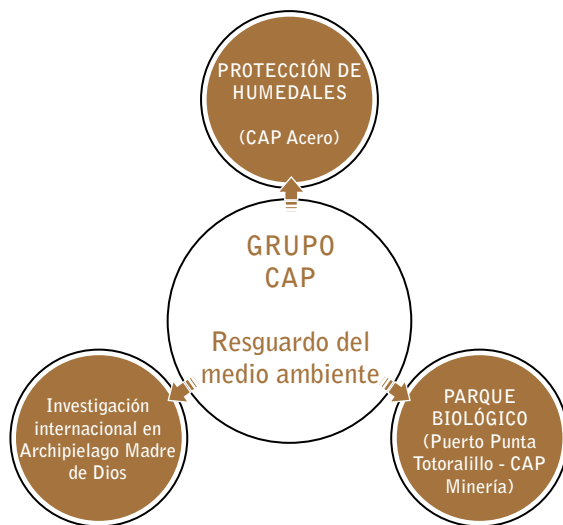 PROTECCIÓN DE
HUMEDALES
(CAP Acero)
GRUPO
CAP
Resguardo del
medio ambiente
Investigación
internacional en
Archipielago Madre
de Dios
PARQUE
BIOLÓGICO
(Puerto Punta
Totoralillo - CAP
Minería)